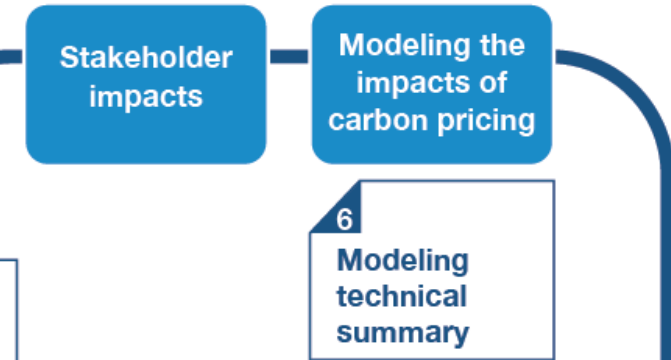 Stakeholder
impacts
Modeling the
impacts of
carbon pricing
6
Modeling
technical
summary